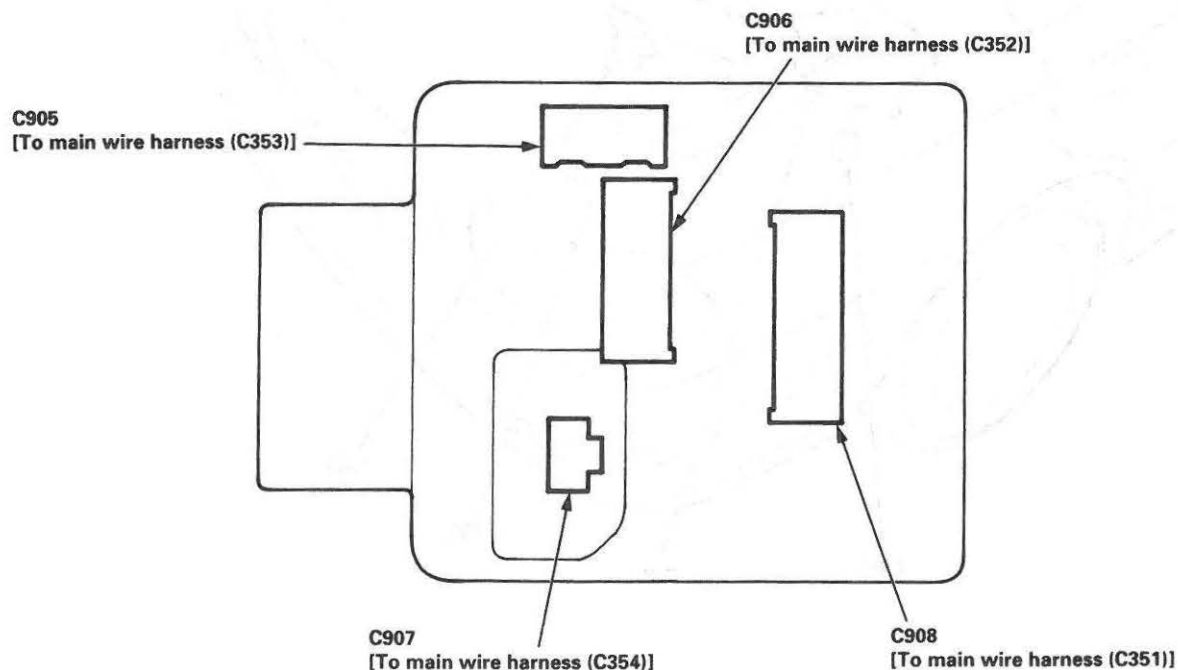 C906
[To main wire harness (C352)]
C905
[To main wire harness (C353)]
C907
[To main wire harness (C354)]
C908
[To main wire harness (C351)]